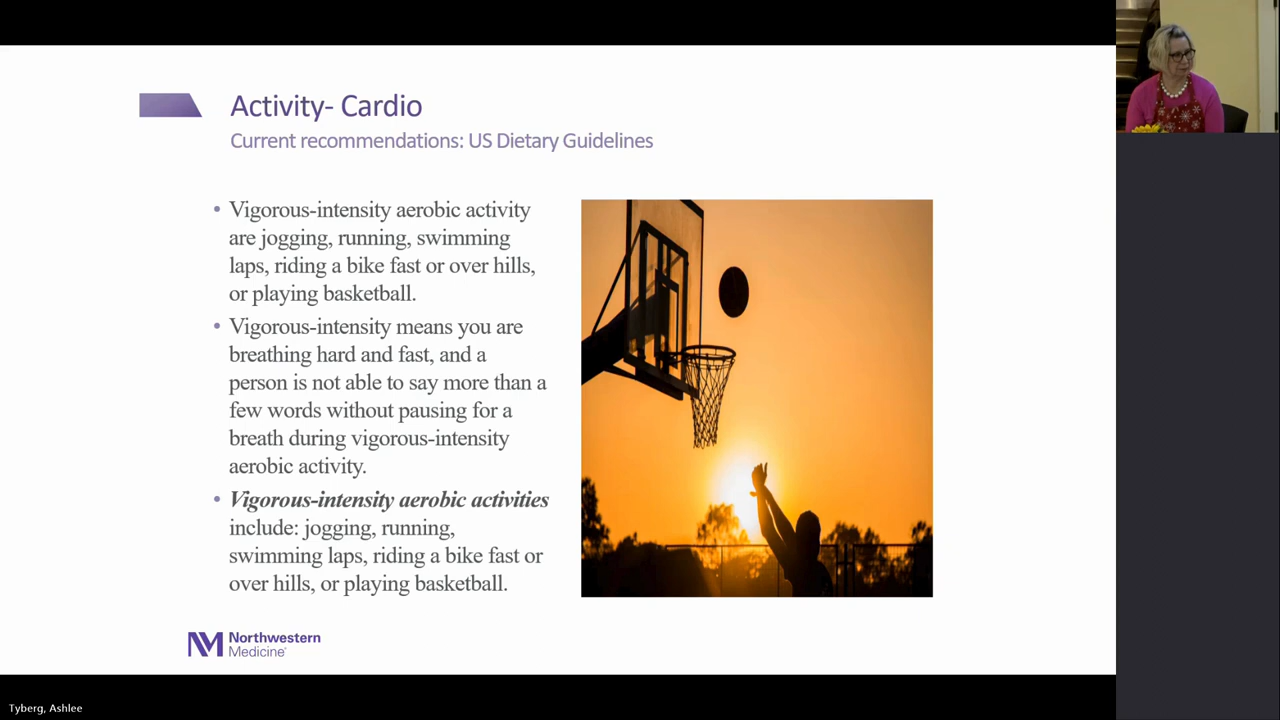 Activity- Cardio
Current recommendations: US Dietary Guidelines
• Vigorous-intensity aerobic activity
are jogging, running, swimming
laps, riding a bike fast or over hills,
or playing basketball.
• Vigorous-intensity means you are
breathing hard and fast, and a
person is not able to say more than a
few words without pausing for a
breath during vigorous-intensity
aerobic activity.
• Vigorous-intensity aerobic activities
include: jogging, running,
swimming laps, riding a bike fast or
over hills, or playing basketball.
NM Northwestern
Medicine
Tyberg, Ashlee